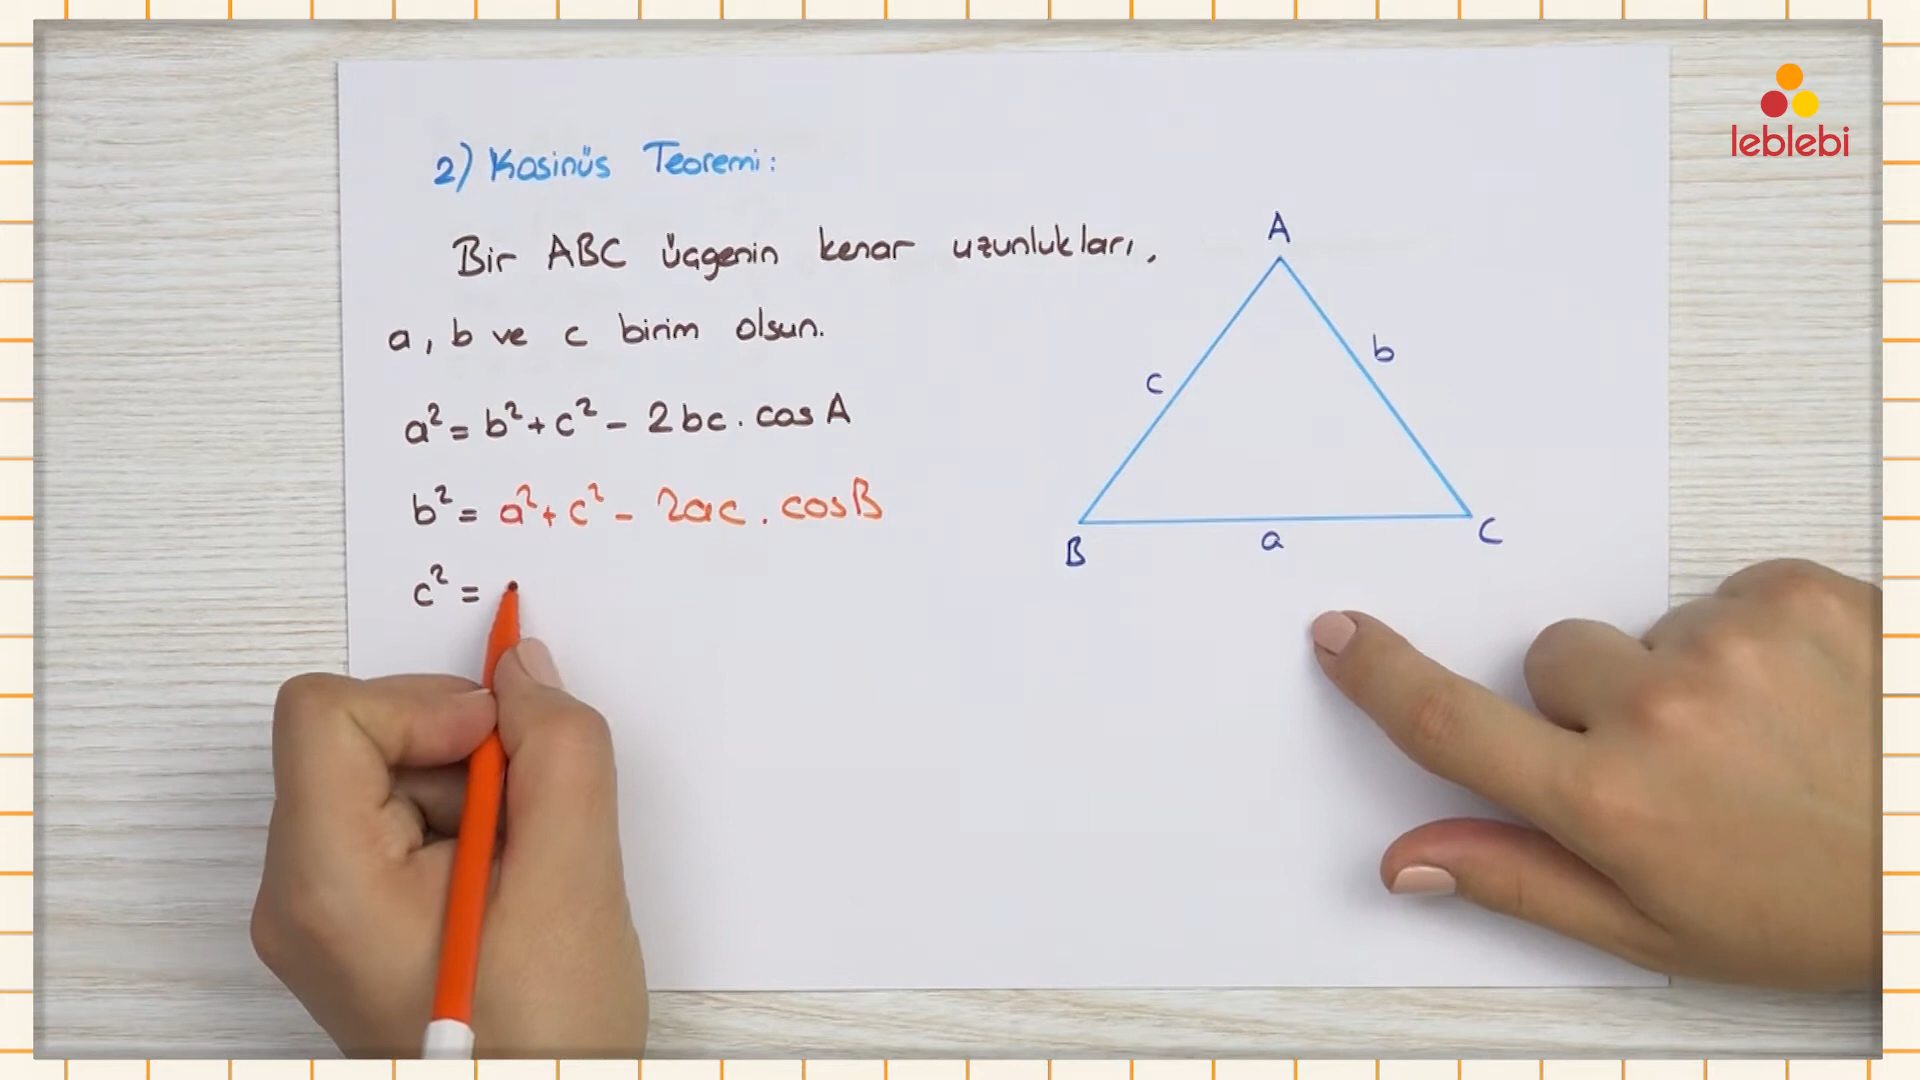 leblebi
2) Kosinüs Teoremi:
Bir ABC üçgenin kenar uzunlukları,
a, b ve c birim olsun.
a² = b² + c² - 2bc . cos A
b² = a² + c² - 2ac . cosB
c² =
A
c
b
B
a
C